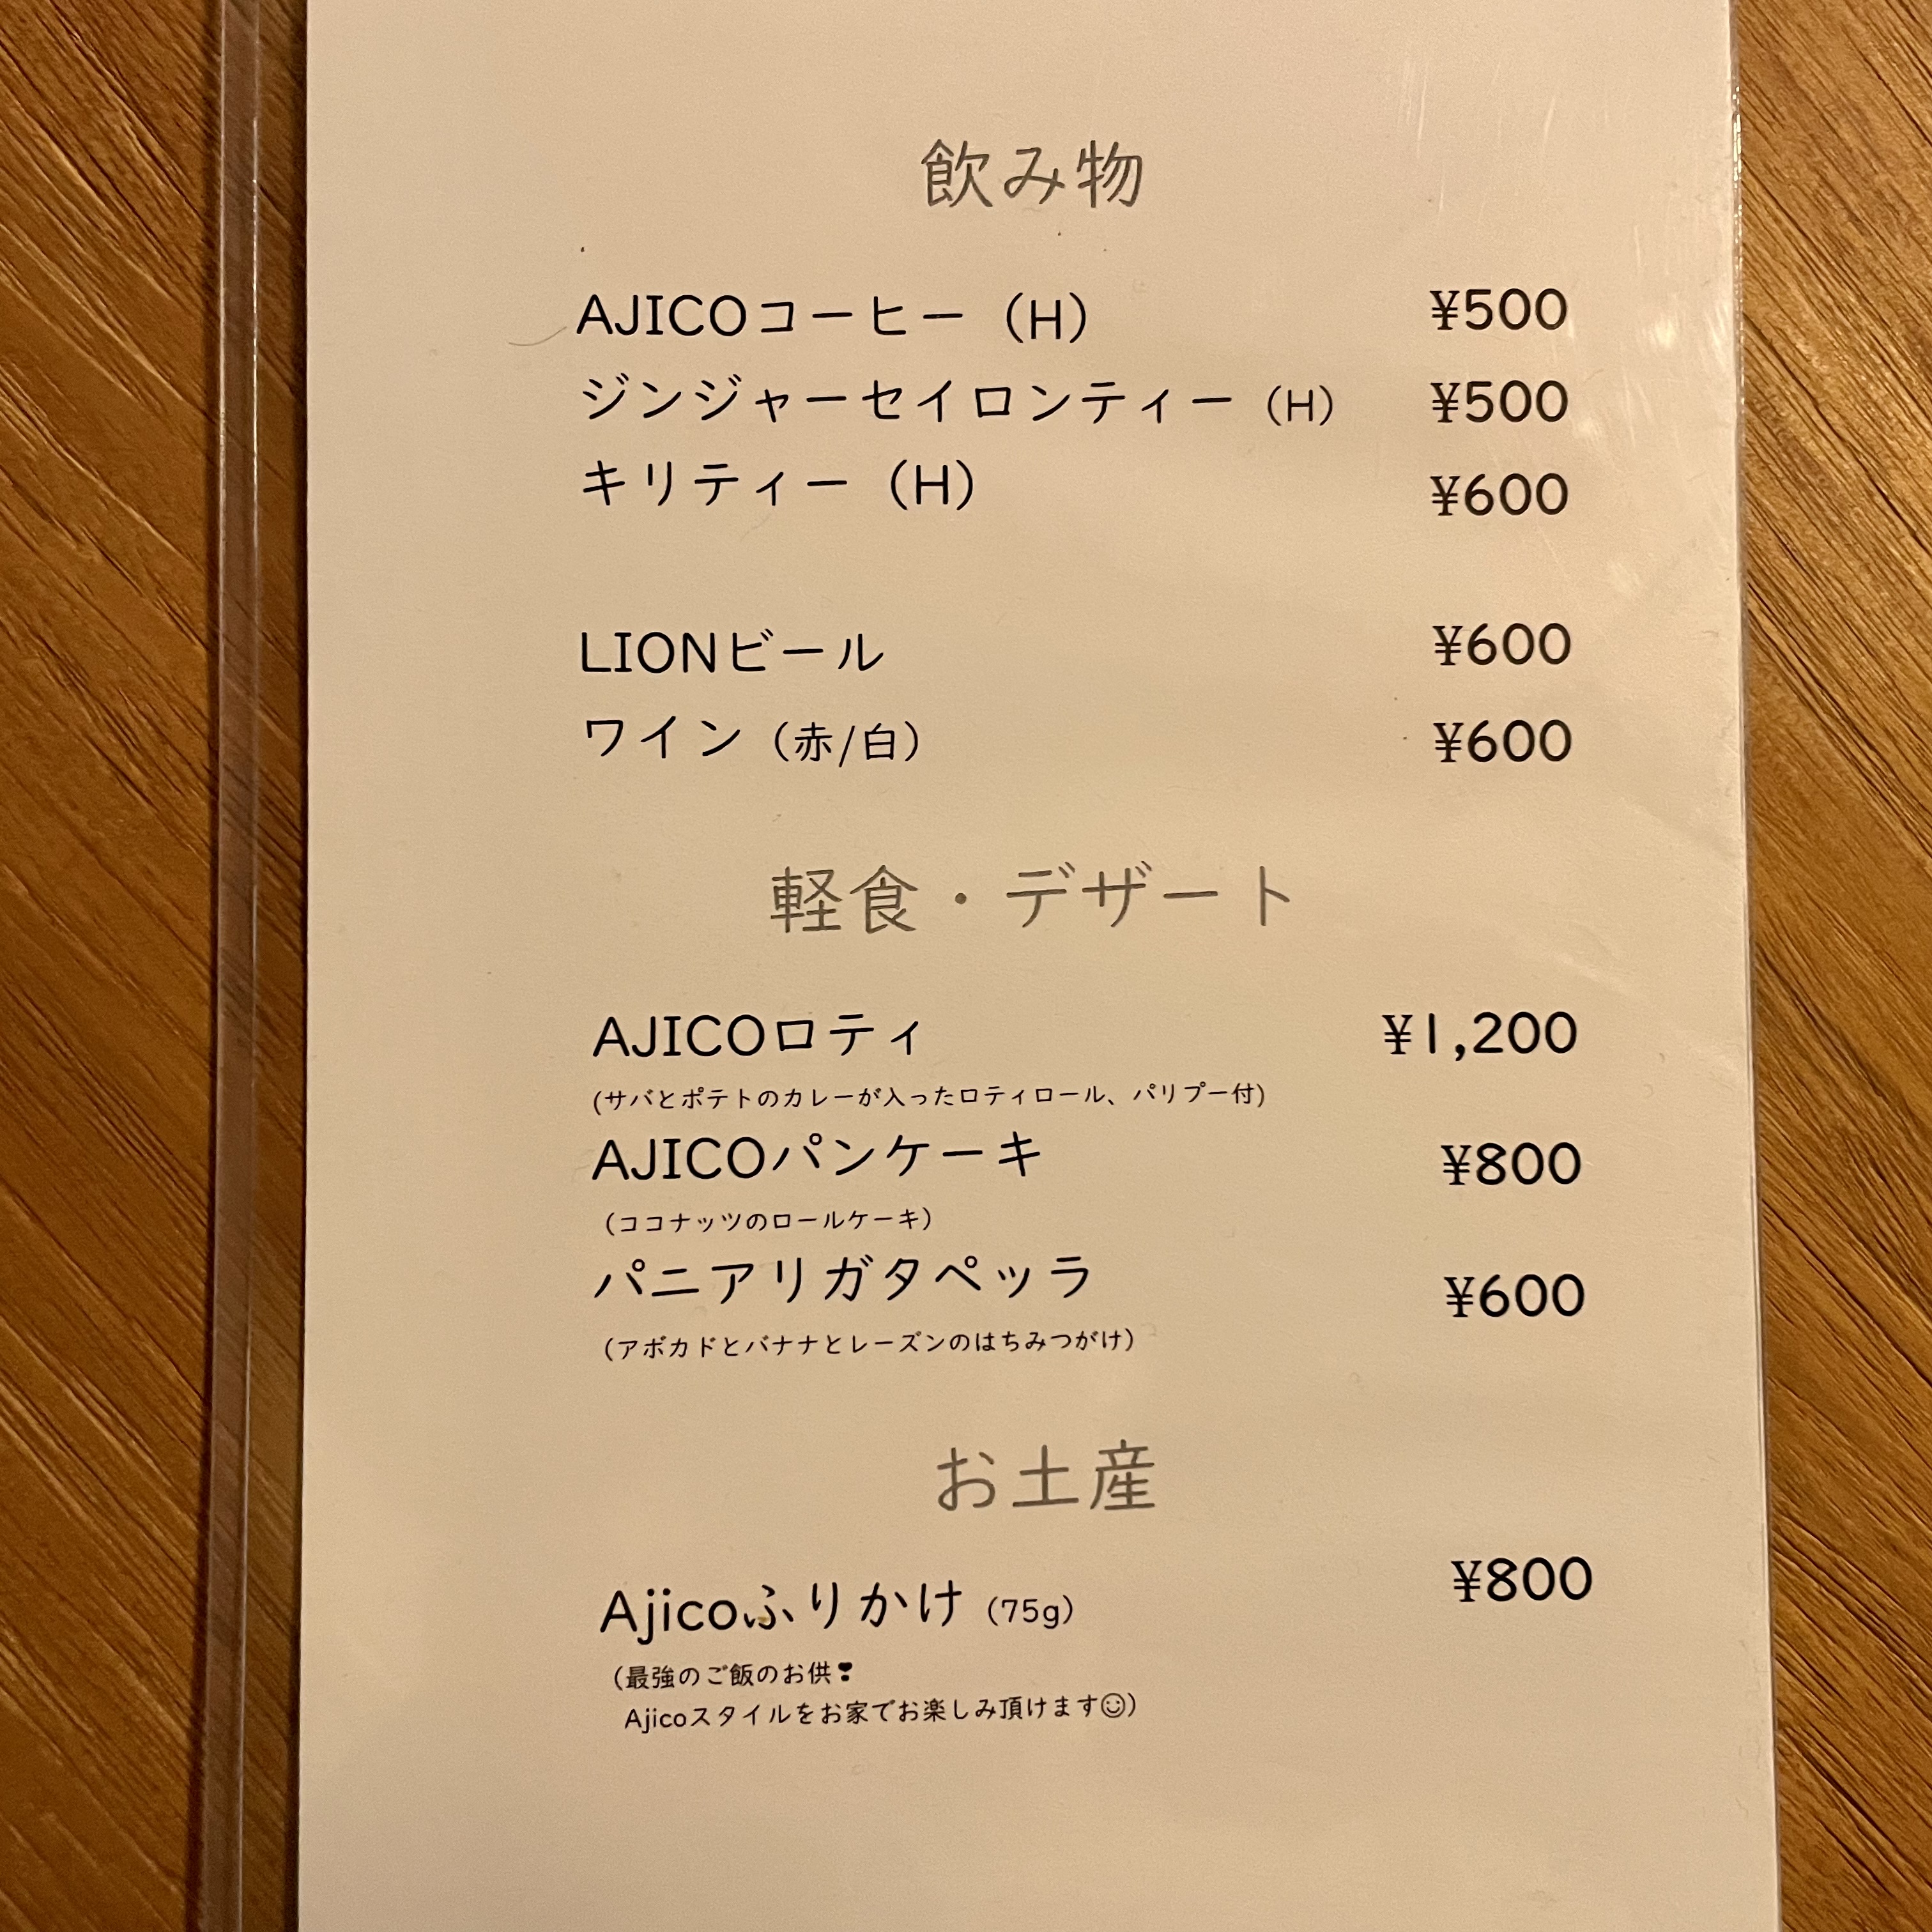 飲み物
AJICOコーヒー（H） ¥500
ジンジャーセイロンティー（H） ¥500
キリティー（H） ¥600
LIONビール ¥600
ワイン（赤/白） ¥600
軽食・デザート
AJICOロティ ¥1,200
(サバとポテトのカレーが入ったロティロール、パリプー付)
AJICOパンケーキ ¥800
（ココナッツのロールケーキ）
パニアリガタペッラ ¥600
（アボカドとバナナとレーズンのはちみつがけ）
お土産
Ajicoふりかけ（75g） ¥800
（最強のご飯のお供❣
Ajicoスタイルをお家でお楽しみ頂けます☺）